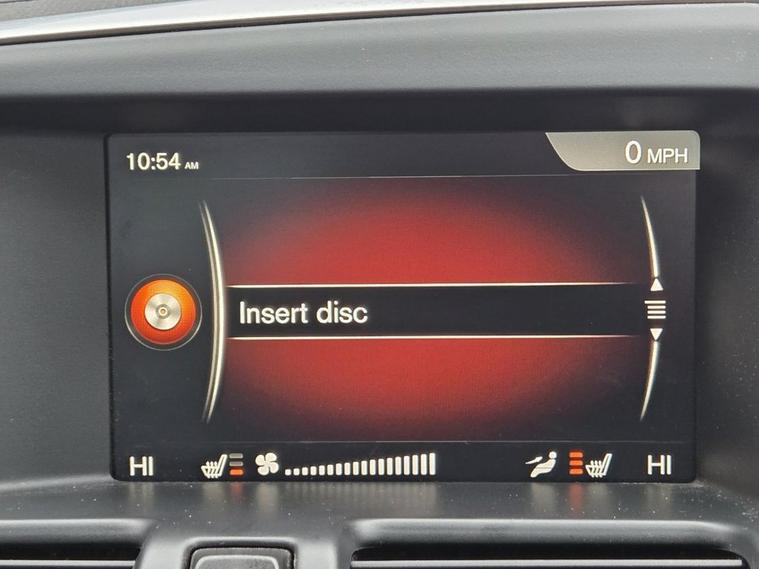 10:54 AM
0 MPH
Insert disc
HI HI